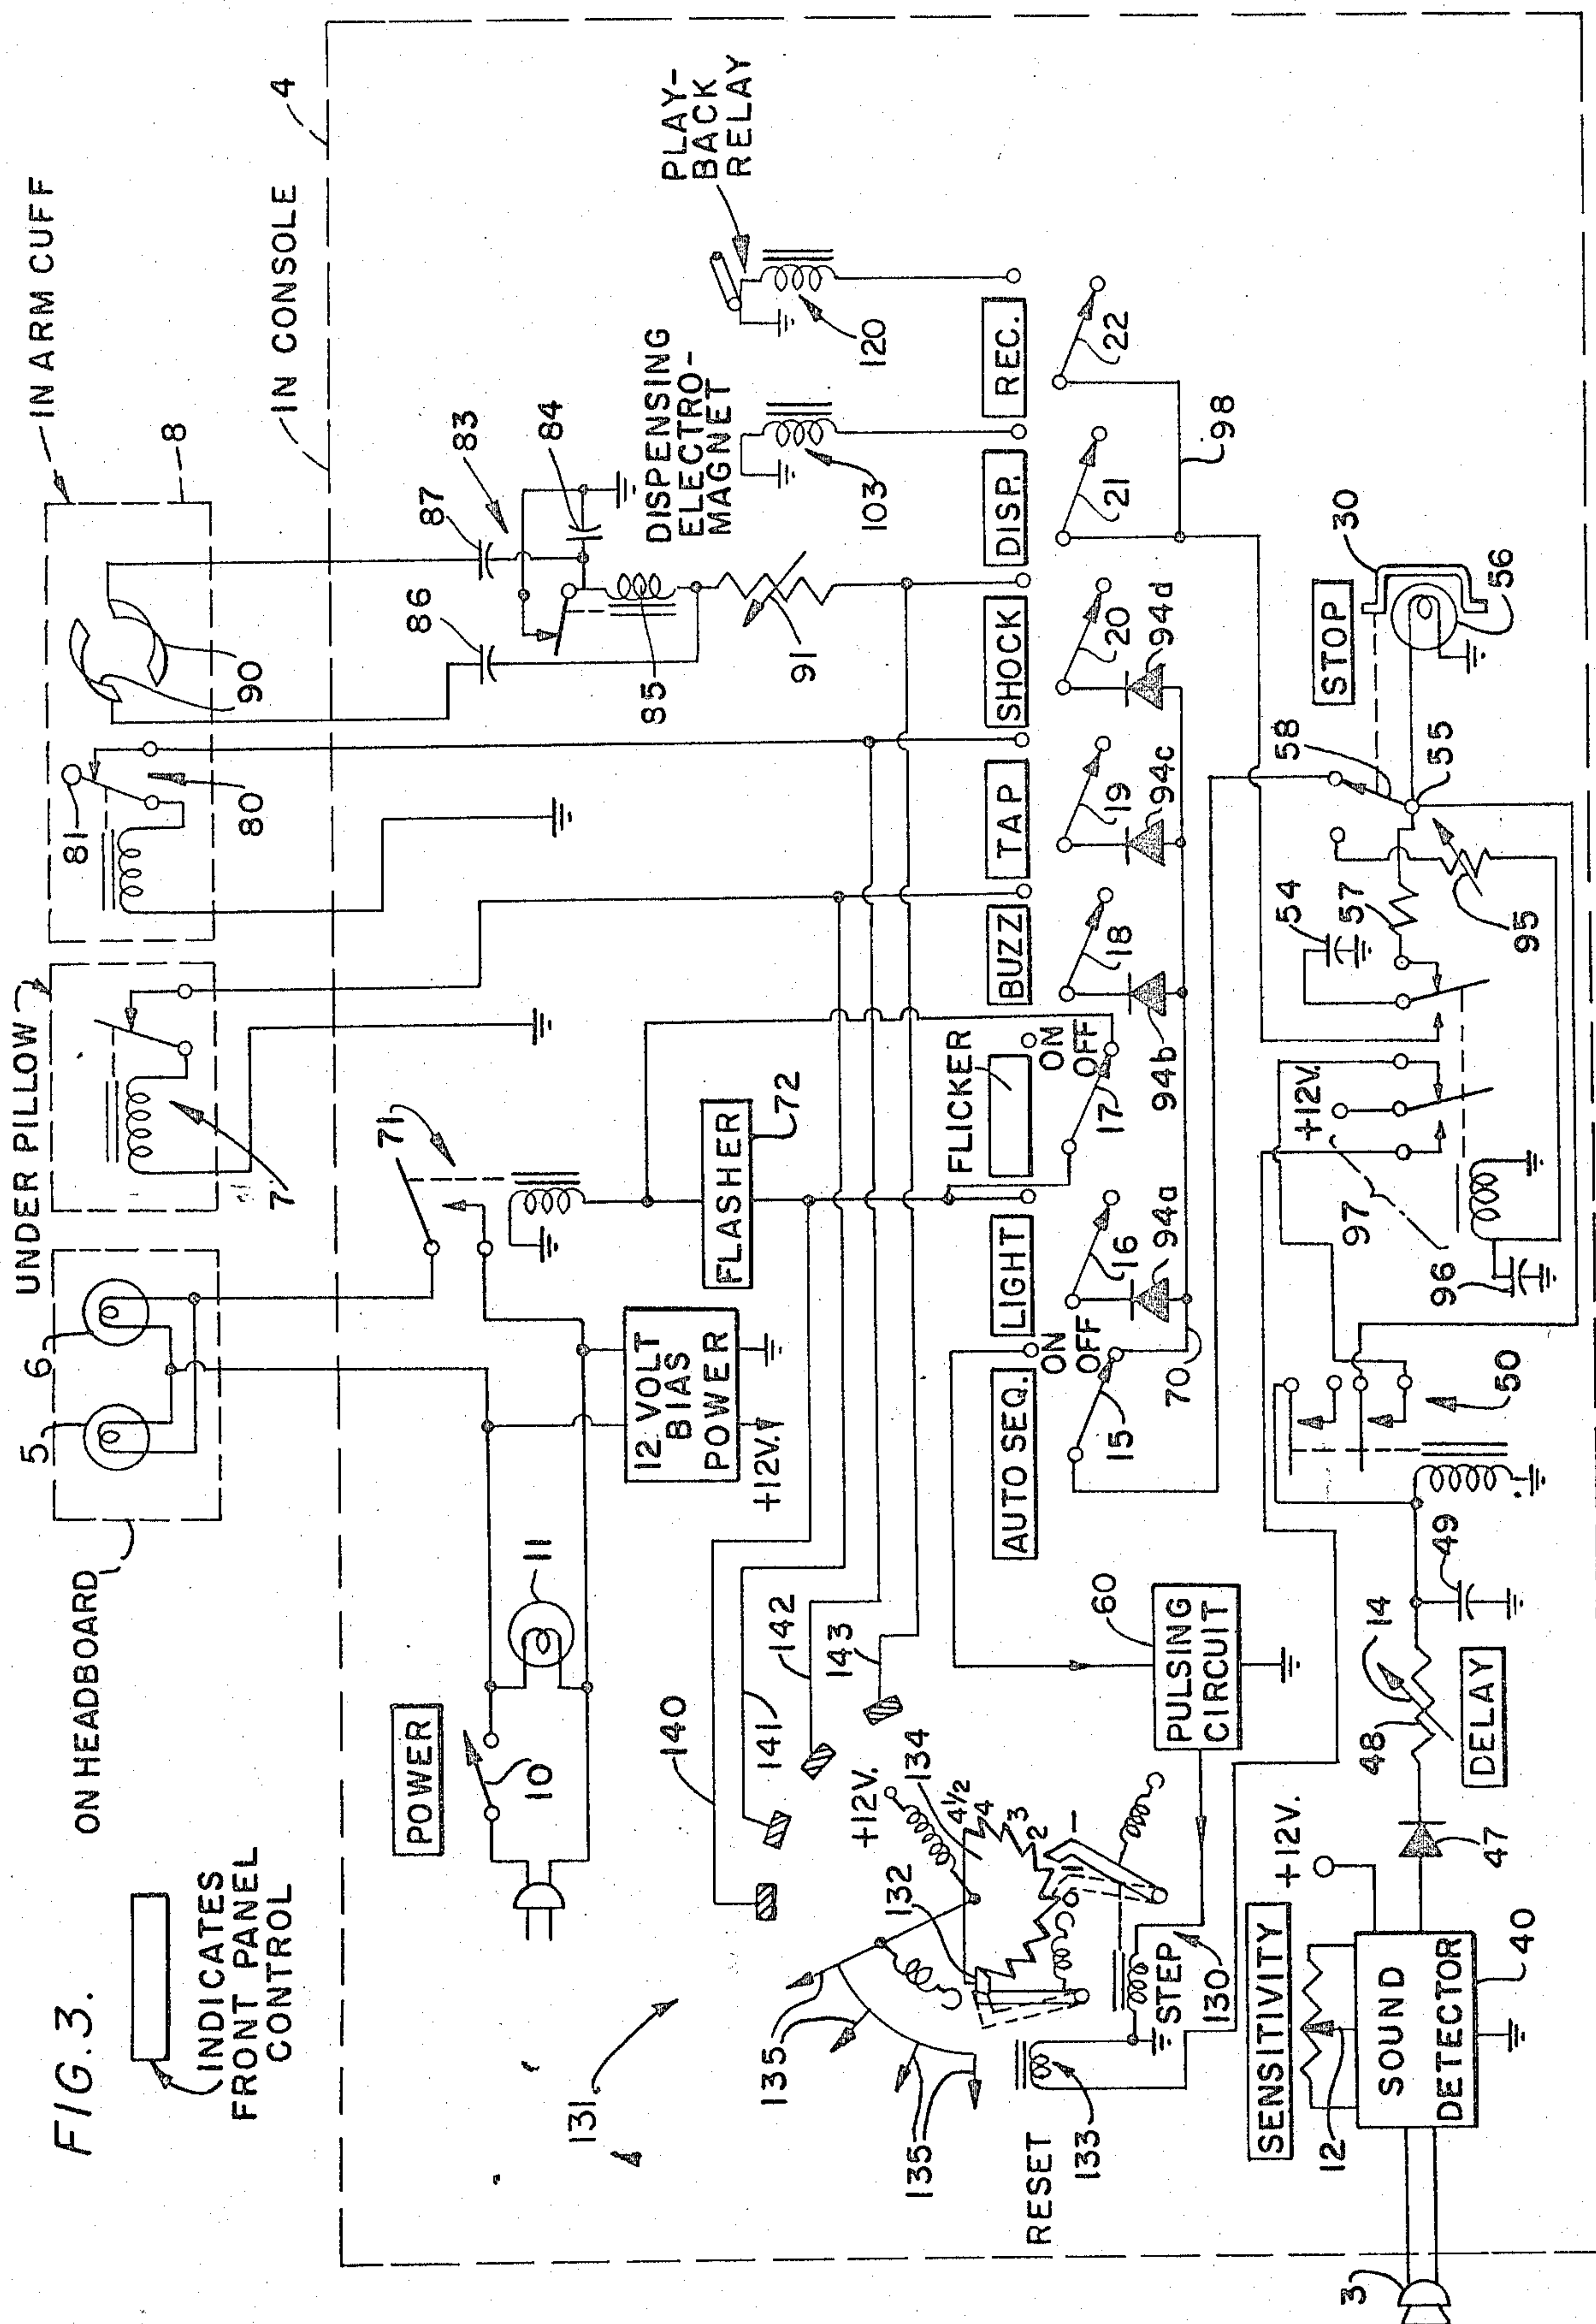 FIG.3.
INDICATES
FRONT PANEL
CONTROL
ON HEADBOARD
UNDER PILLOW
IN ARM CUFF
IN CONSOLE
4
5
6
7
8
81
80
90
POWER
10
11
12 VOLT
BIAS
POWER
+12V.
71
FLASHER
72
86
87
83
84
85
91
DISPENSING
ELECTRO-
MAGNET
103
PLAY-
BACK
RELAY
120
131
140
141
142
143
135
135
132
+12V.
134
4½
4
3
2
1
0
RESET
133
STEP
130
PULSING
CIRCUIT
60
AUTO SEQ.
ON
OFF
15
LIGHT
16
94a
70
FLICKER
ON
OFF
17
BUZZ
18
94b
TAP
19
94c
SHOCK
20
94d
DISP.
21
REC.
22
98
SENSITIVITY
12
SOUND
DETECTOR
40
3
+12V.
47
48
14
DELAY
49
50
96
97
+12V.
54
57
95
58
55
STOP
30
56